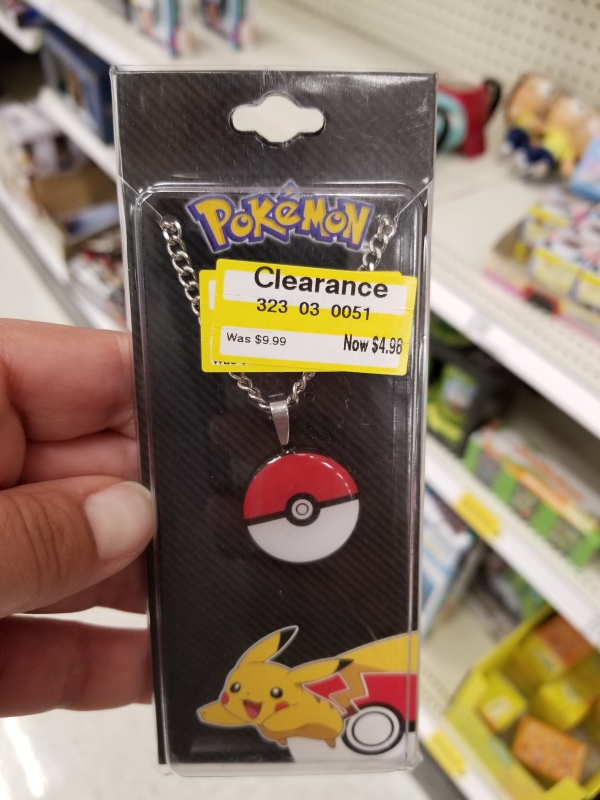 POKéMON
Clearance
323 03 0051
Was $9.99 Now $4.98